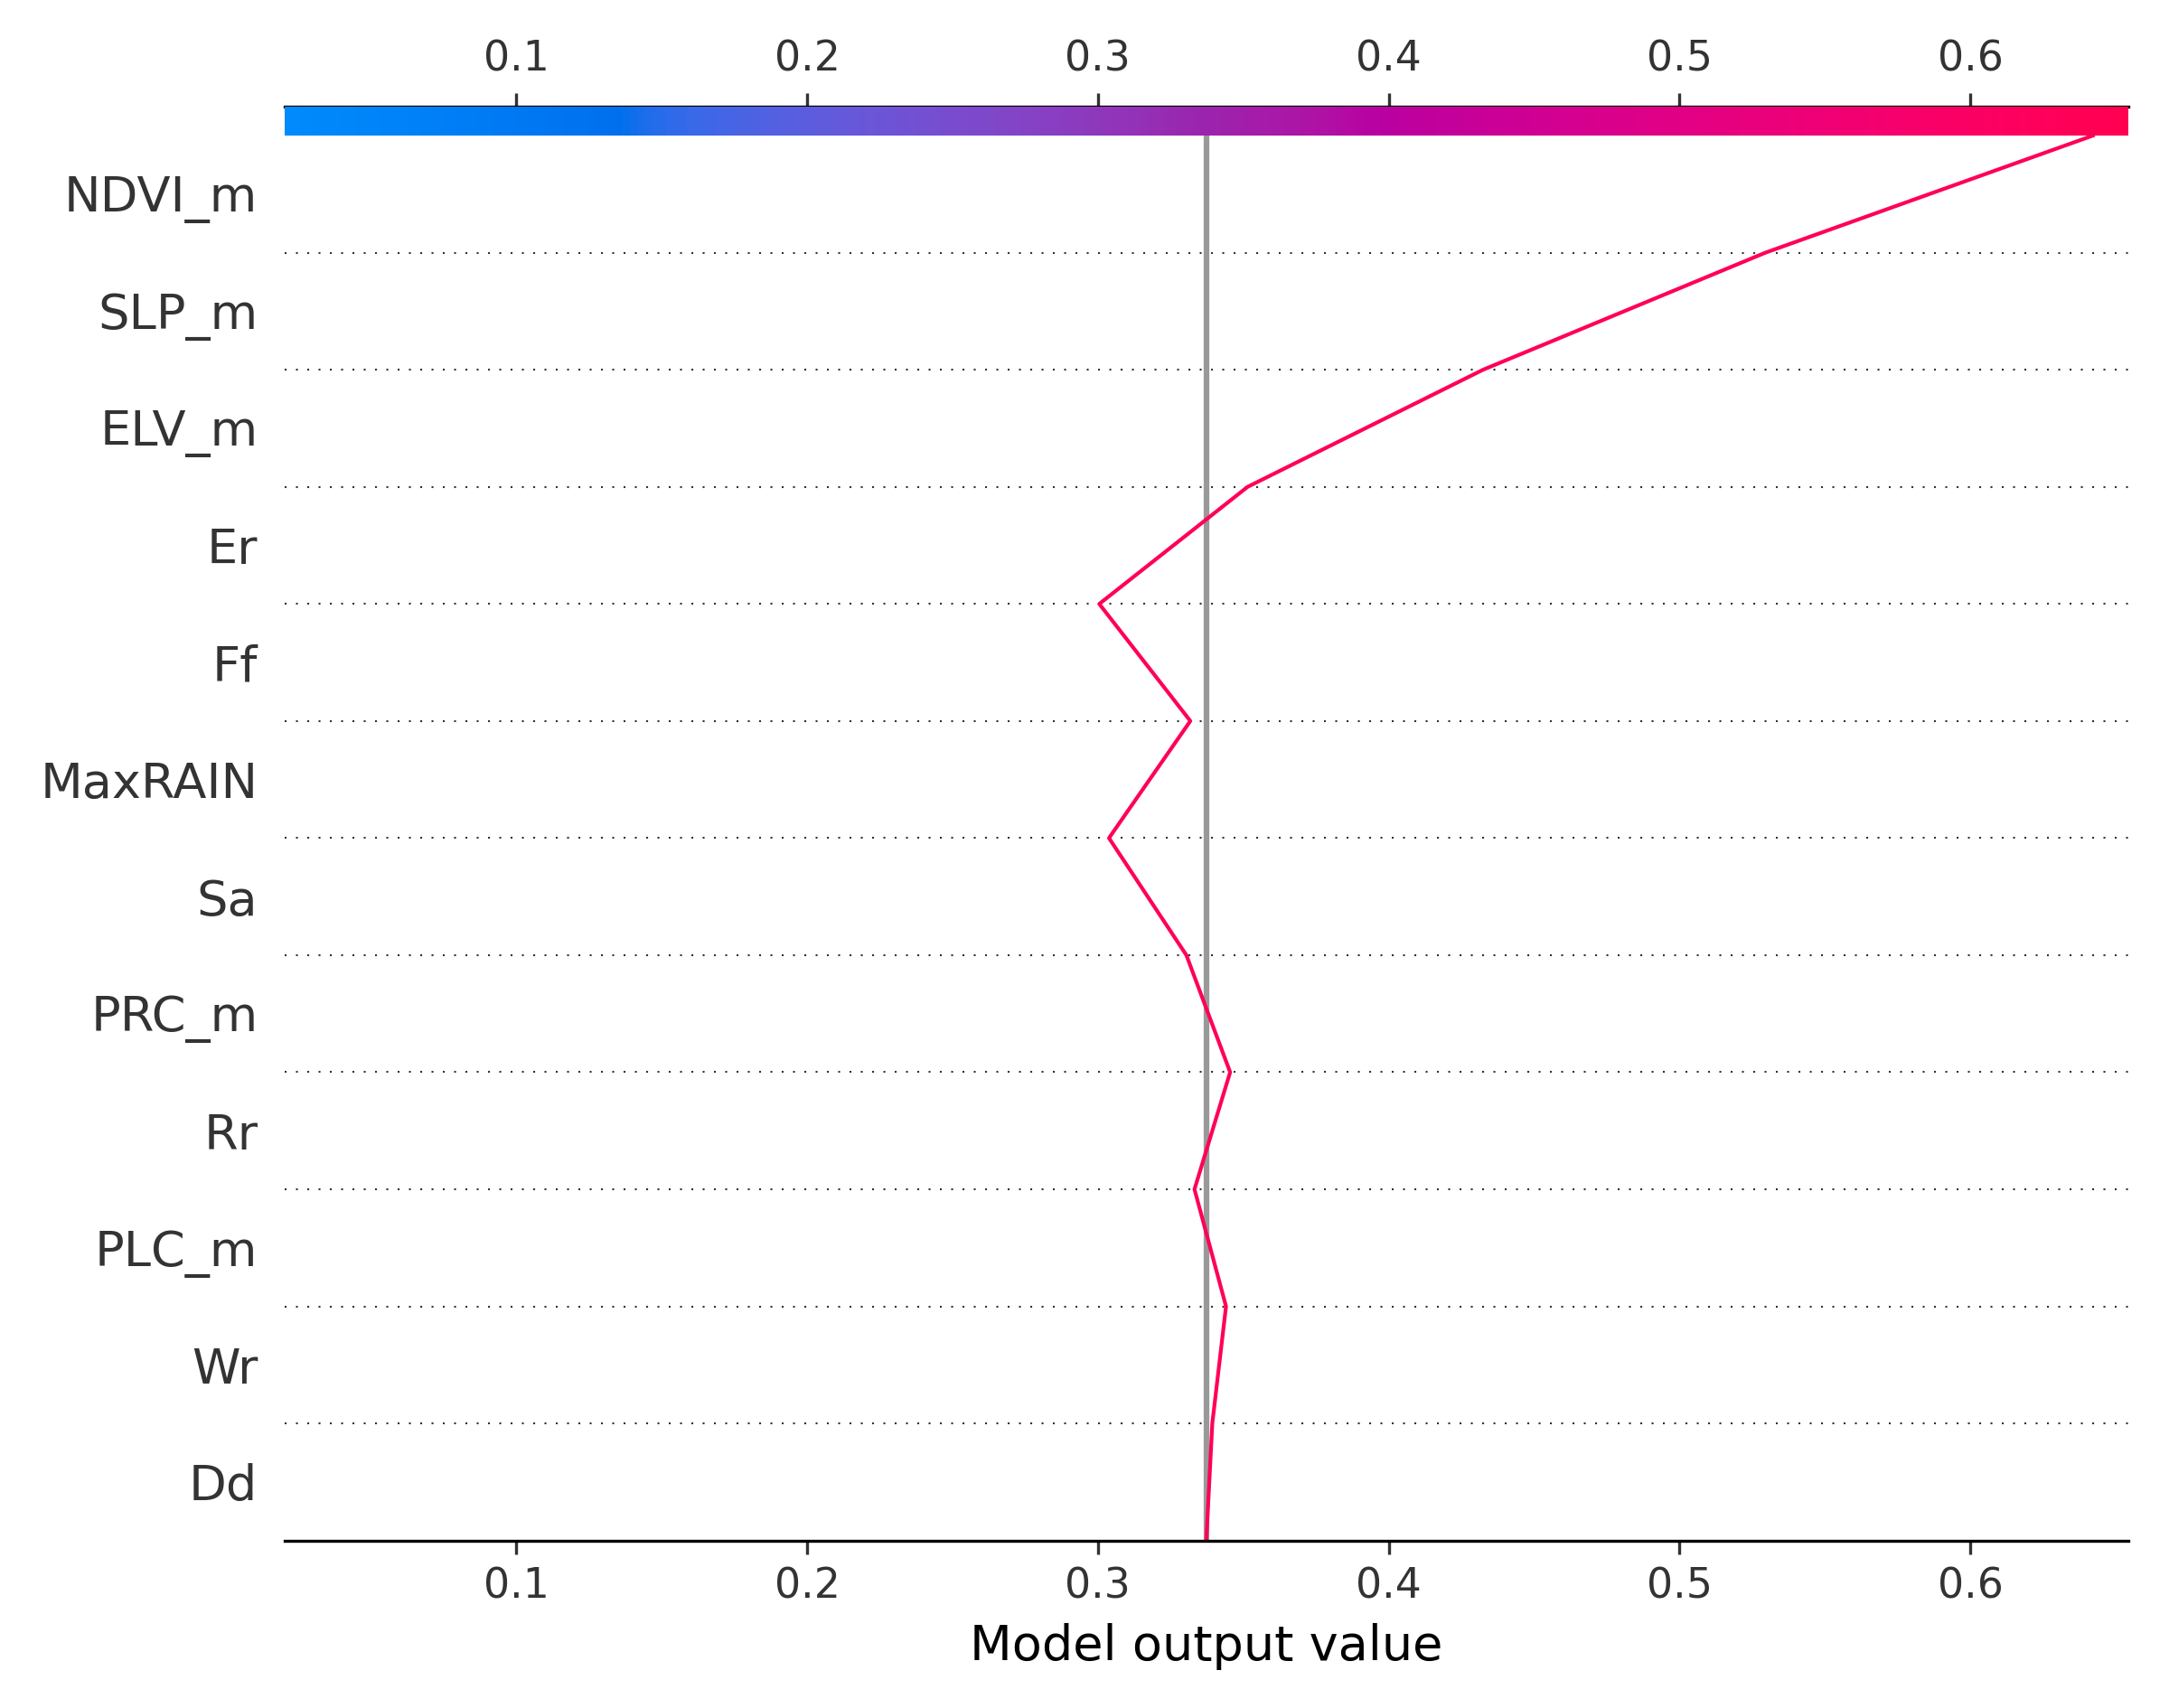 0.1 0.2 0.3 0.4 0.5 0.6
NDVI_m
SLP_m
ELV_m
Er
Ff
MaxRAIN
Sa
PRC_m
Rr
PLC_m
Wr
Dd
0.1 0.2 0.3 0.4 0.5 0.6
Model output value